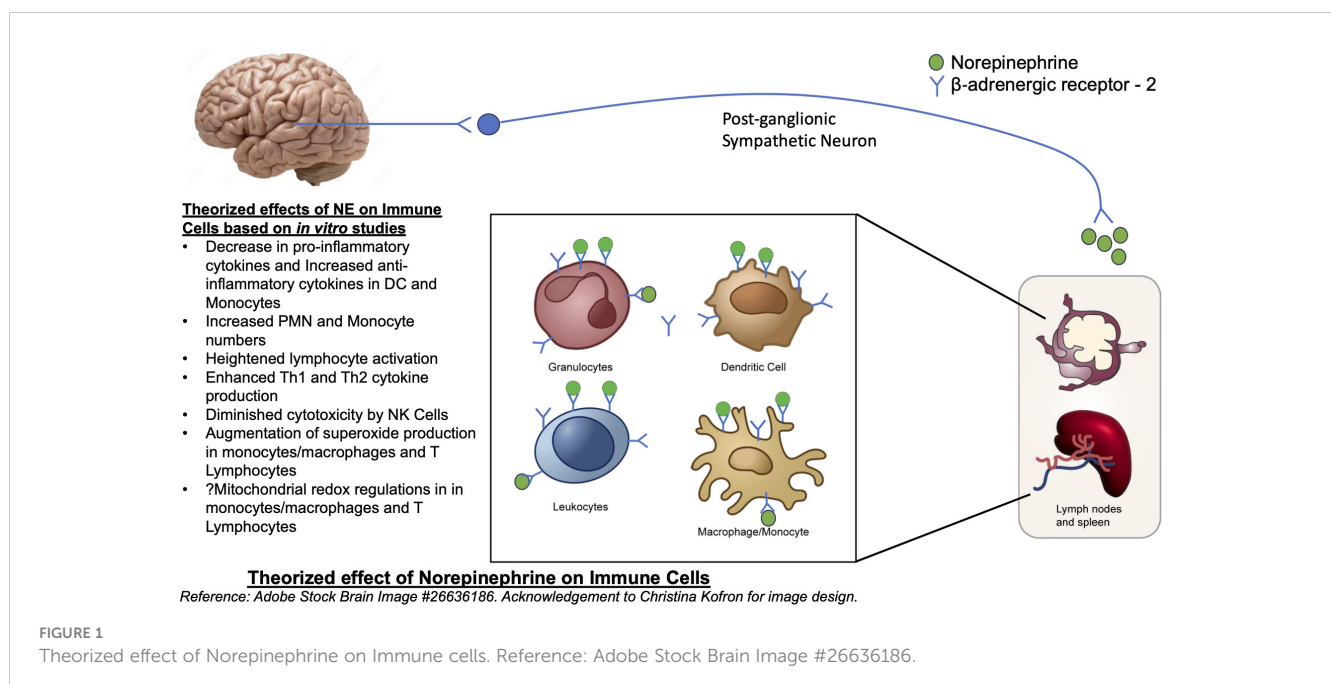 Norepinephrine
β-adrenergic receptor - 2
Post-ganglionic
Sympathetic Neuron
Theorized effects of NE on Immune
Cells based on in vitro studies
• Decrease in pro-inflammatory
cytokines and Increased anti-
inflammatory cytokines in DC and
Monocytes
• Increased PMN and Monocyte
numbers
• Heightened lymphocyte activation
• Enhanced Th1 and Th2 cytokine
production
• Diminished cytotoxicity by NK Cells
• Augmentation of superoxide production
in monocytes/macrophages and T
Lymphocytes
• ?Mitochondrial redox regulations in in
monocytes/macrophages and T
Lymphocytes
Granulocytes
Dendritic Cell
Leukocytes
Macrophage/Monocyte
Lymph nodes
and spleen
Theorized effect of Norepinephrine on Immune Cells
Reference: Adobe Stock Brain Image #26636186. Acknowledgement to Christina Kofron for image design.
FIGURE 1
Theorized effect of Norepinephrine on Immune cells. Reference: Adobe Stock Brain Image #26636186.